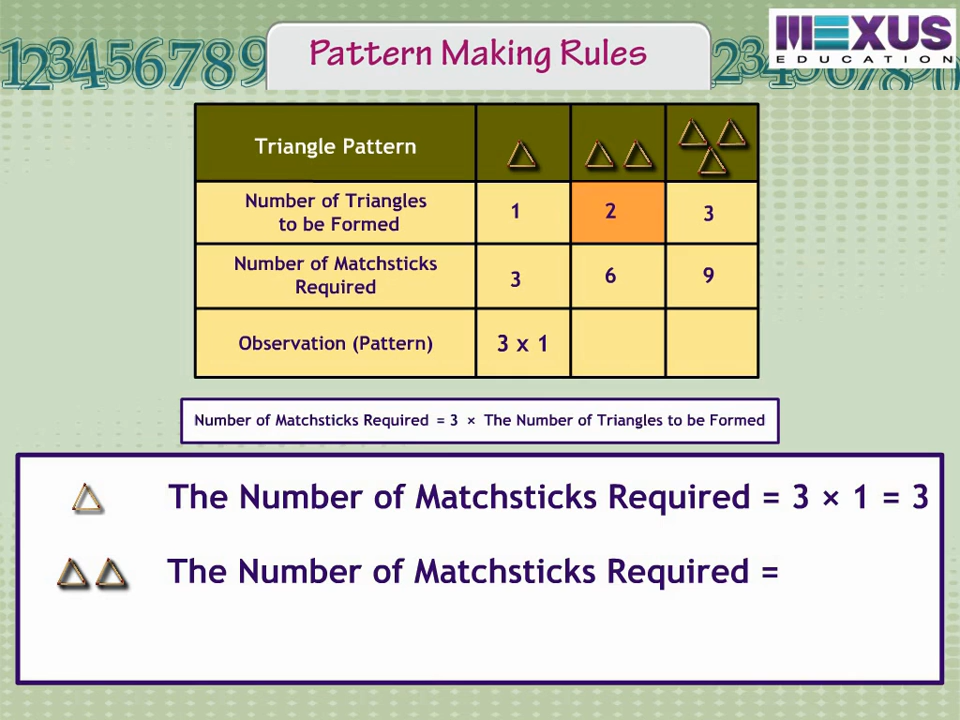 123456789
Pattern Making Rules
MEXUS
EDUCATION
Triangle Pattern
Number of Triangles
to be Formed
1
2
3
Number of Matchsticks
Required
3
6
9
Observation (Pattern)
3 x 1
Number of Matchsticks Required = 3 × The Number of Triangles to be Formed
The Number of Matchsticks Required = 3 × 1 = 3
The Number of Matchsticks Required =